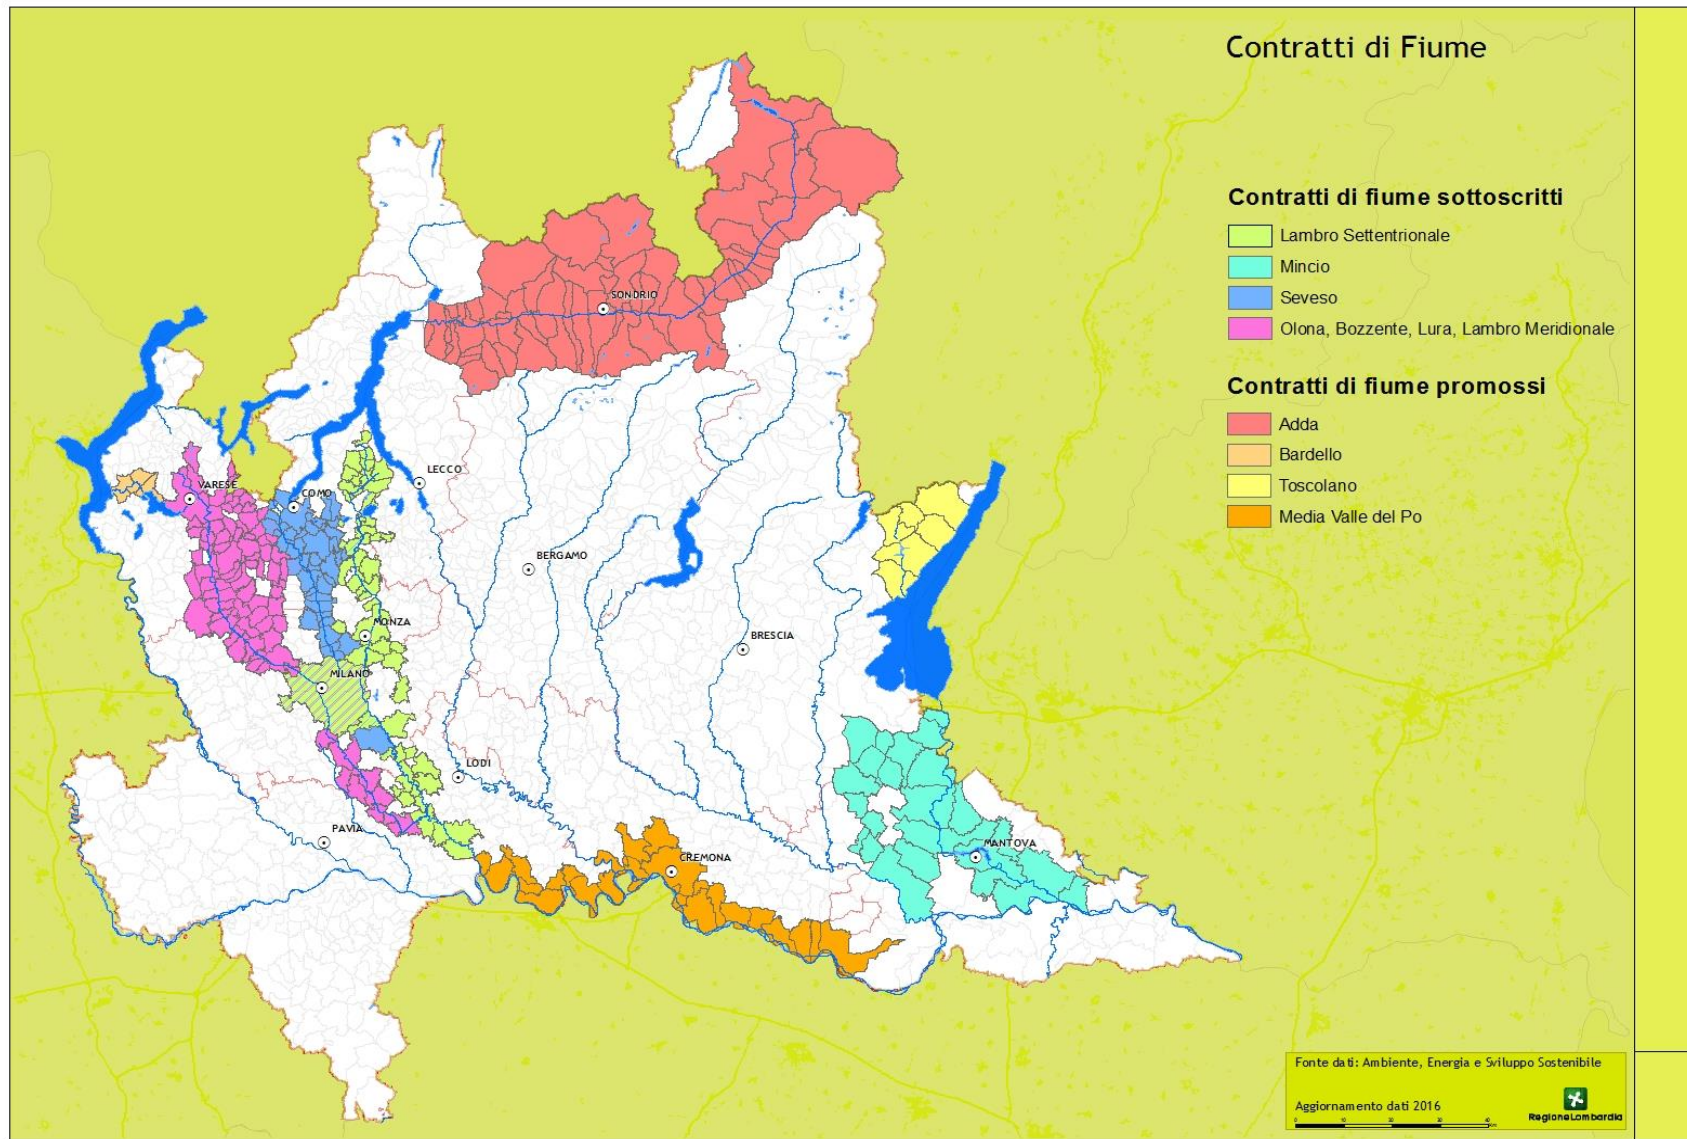 Contratti di Fiume
Contratti di fiume sottoscritti
Lambro Settentrionale
Mincio
Seveso
Olona, Bozzente, Lura, Lambro Meridionale
Contratti di fiume promossi
Adda
Bardello
Toscolano
Media Valle del Po
SONDRIO
LECCO
VARESE
COMO
BERGAMO
MONZA
BRESCIA
MILANO
LODI
PAVIA
CREMONA
MANTOVA
Fonte dati: Ambiente, Energia e Sviluppo Sostenibile
Aggiornamento dati 2016
RegioneLombardia